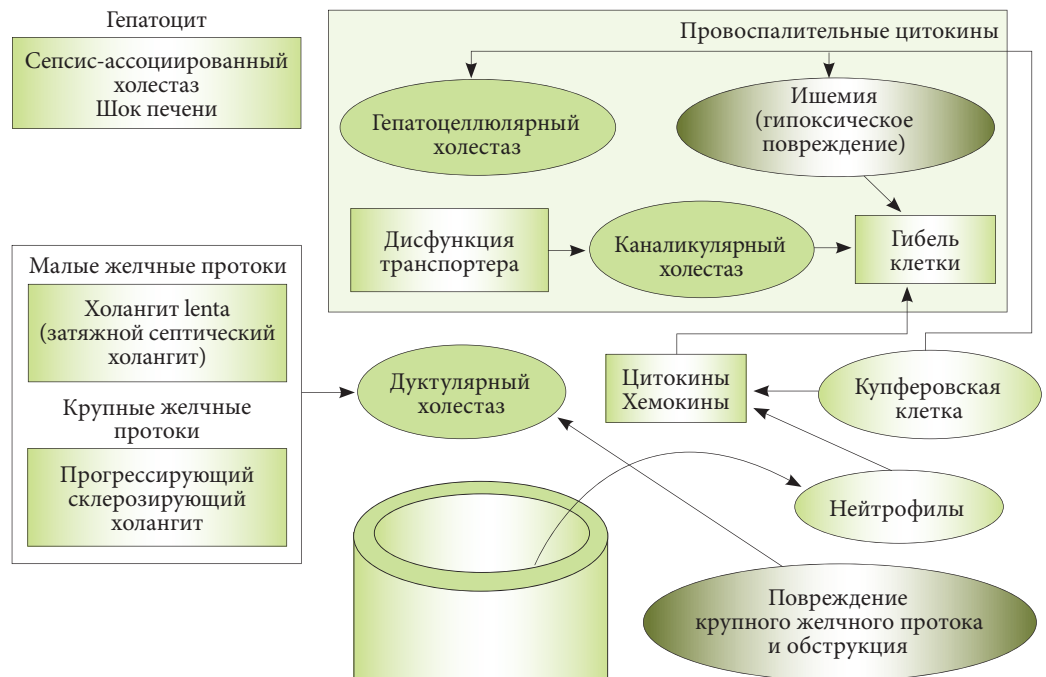 Гепатоцит
Сепсис-ассоциированный
холестаз
Шок печени
Провоспалительные цитокины
Гепатоцеллюлярный
холестаз
Ишемия
(гипоксическое
повреждение)
Дисфункция
транспортера
Каналикулярный
холестаз
Гибель
клетки
Малые желчные протоки
Холангит lenta
(затяжной септический
холангит)
Крупные желчные
протоки
Прогрессирующий
склерозирующий
холангит
Дуктулярный
холестаз
Цитокины
Хемокины
Купферовская
клетка
Нейтрофилы
Повреждение
крупного желчного протока
и обструкция